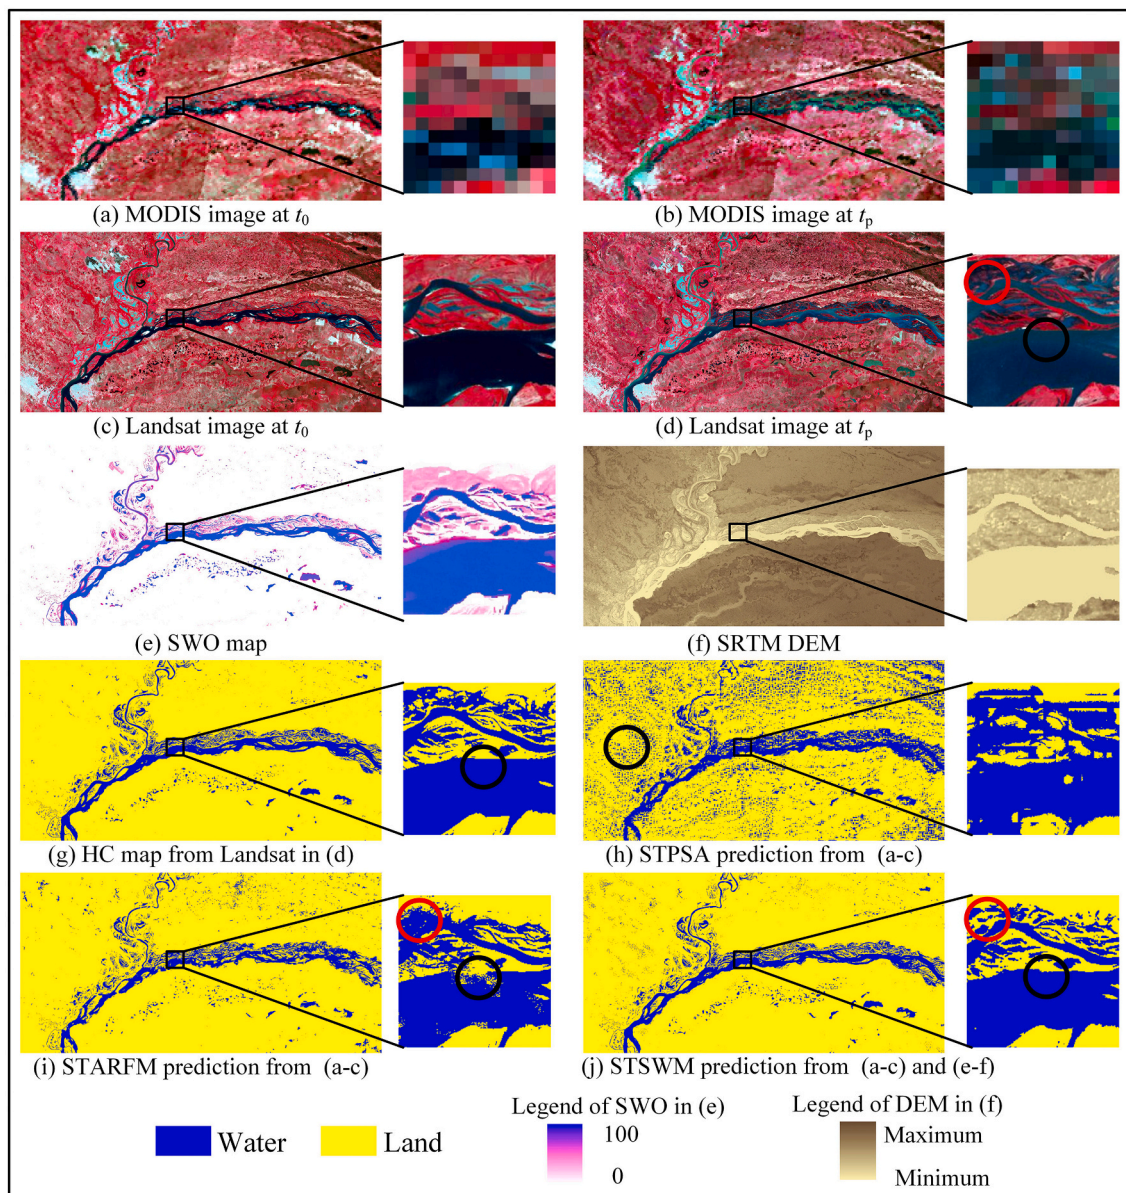 (a) MODIS image at t0
(b) MODIS image at tp
(c) Landsat image at t0
(d) Landsat image at tp
(e) SWO map
(f) SRTM DEM
(g) HC map from Landsat in (d)
(h) STPSA prediction from (a-c)
(i) STARFM prediction from (a-c)
(j) STSWM prediction from (a-c) and (e-f)
Water
Land
Legend of SWO in (e)
100
0
Legend of DEM in (f)
Maximum
Minimum